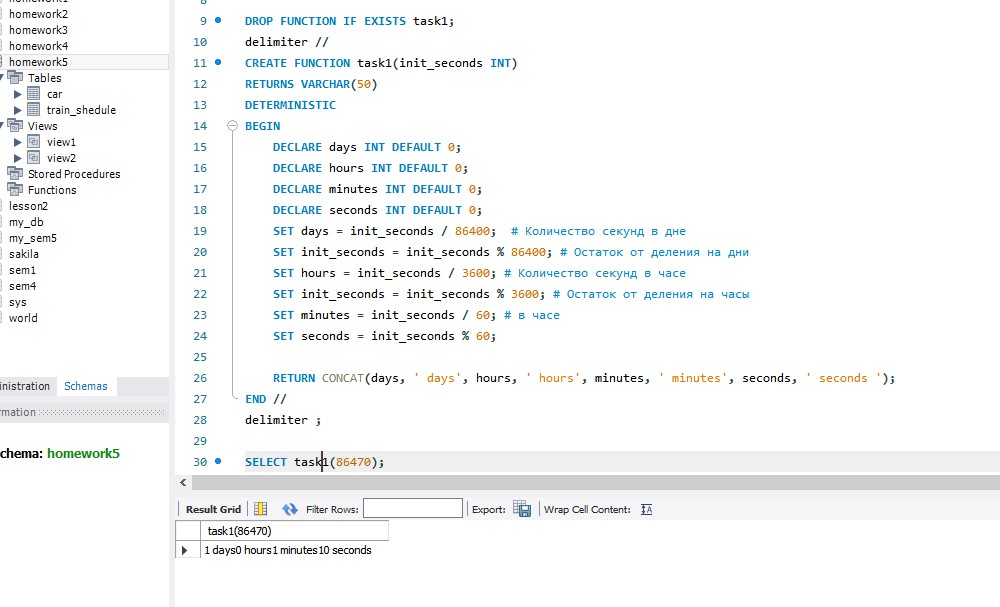 homework2
homework3
homework4
homework5
Tables
car
train_shedule
Views
view1
view2
Stored Procedures
Functions
lesson2
my_db
my_sem5
sakila
sem1
sem4
sys
world
Schemas
homework5
9 DROP FUNCTION IF EXISTS task1;
10 delimiter //
11 CREATE FUNCTION task1(init_seconds INT)
12 RETURNS VARCHAR(50)
13 DETERMINISTIC
14 BEGIN
15 DECLARE days INT DEFAULT 0;
16 DECLARE hours INT DEFAULT 0;
17 DECLARE minutes INT DEFAULT 0;
18 DECLARE seconds INT DEFAULT 0;
19 SET days = init_seconds / 86400; # Количество секунд в дне
20 SET init_seconds = init_seconds % 86400; # Остаток от деления на дни
21 SET hours = init_seconds / 3600; # Количество секунд в часе
22 SET init_seconds = init_seconds % 3600; # Остаток от деления на часы
23 SET minutes = init_seconds / 60; # в часе
24 SET seconds = init_seconds % 60;
25
26 RETURN CONCAT(days, ' days', hours, ' hours', minutes, ' minutes', seconds, ' seconds ');
27 END //
28 delimiter ;
29
30 SELECT task1(86470);
Result Grid Filter Rows: Export: Wrap Cell Content: IA
task1(86470)
1 days0 hours1 minutes10 seconds